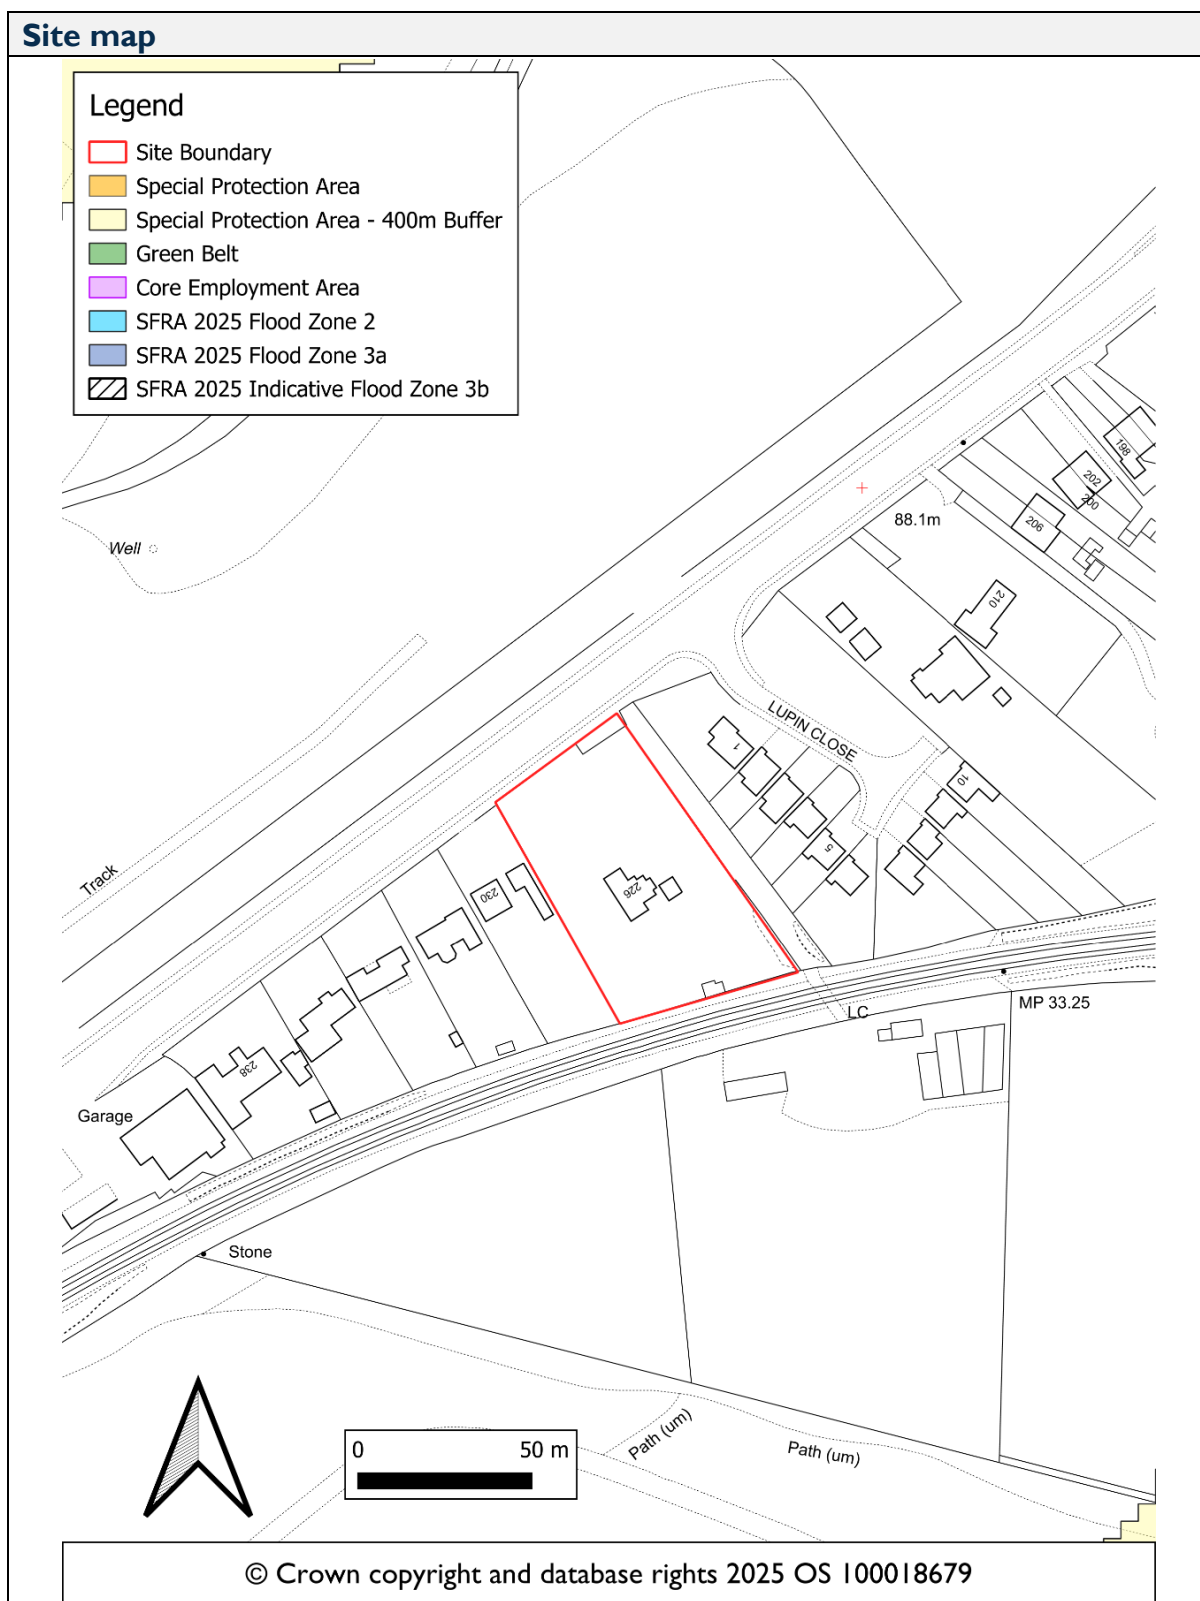 Site map
Legend
Site Boundary
Special Protection Area
Special Protection Area - 400m Buffer
Green Belt
Core Employment Area
SFRA 2025 Flood Zone 2
SFRA 2025 Flood Zone 3a
SFRA 2025 Indicative Flood Zone 3b
198
202
200
206
88.1m
Well
210
LUPIN CLOSE
1
10
5
Track
226
230
MP 33.25
LC
238
Garage
Stone
Path (um)
Path (um)
0 50 m
© Crown copyright and database rights 2025 OS 100018679